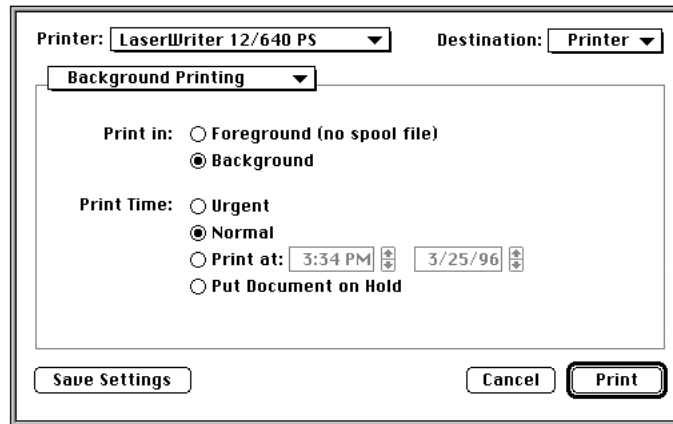 Printer: LaserWriter 12/640 PS Destination: Printer
Background Printing
Print in: Foreground (no spool file)
Background
Print Time: Urgent
Normal
Print at: 3:34 PM 3/25/96
Put Document on Hold
Save Settings Cancel Print